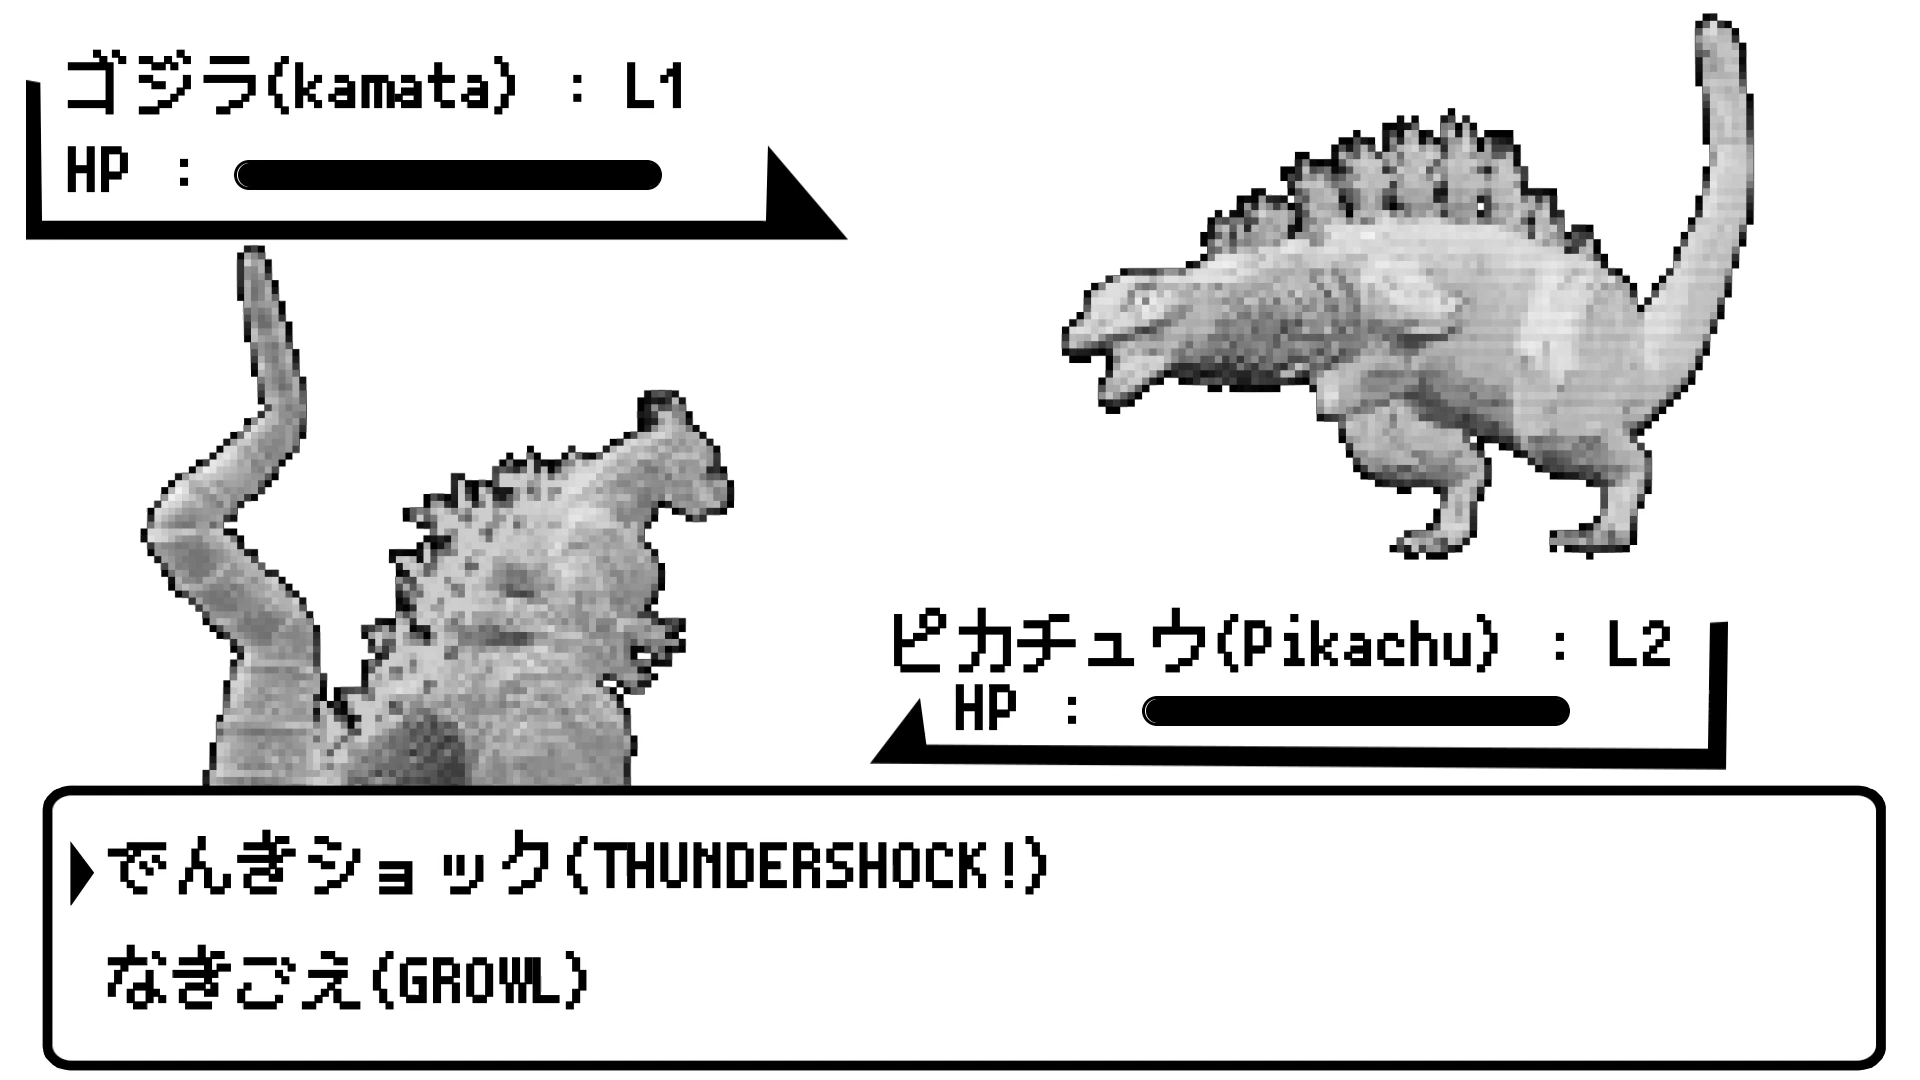 ゴジラ(kamata) : L1
HP :
ピカチュウ(Pikachu) : L2
HP :
でんぎショック(THUNDERSHOCK!)
なきごえ(GROWL)